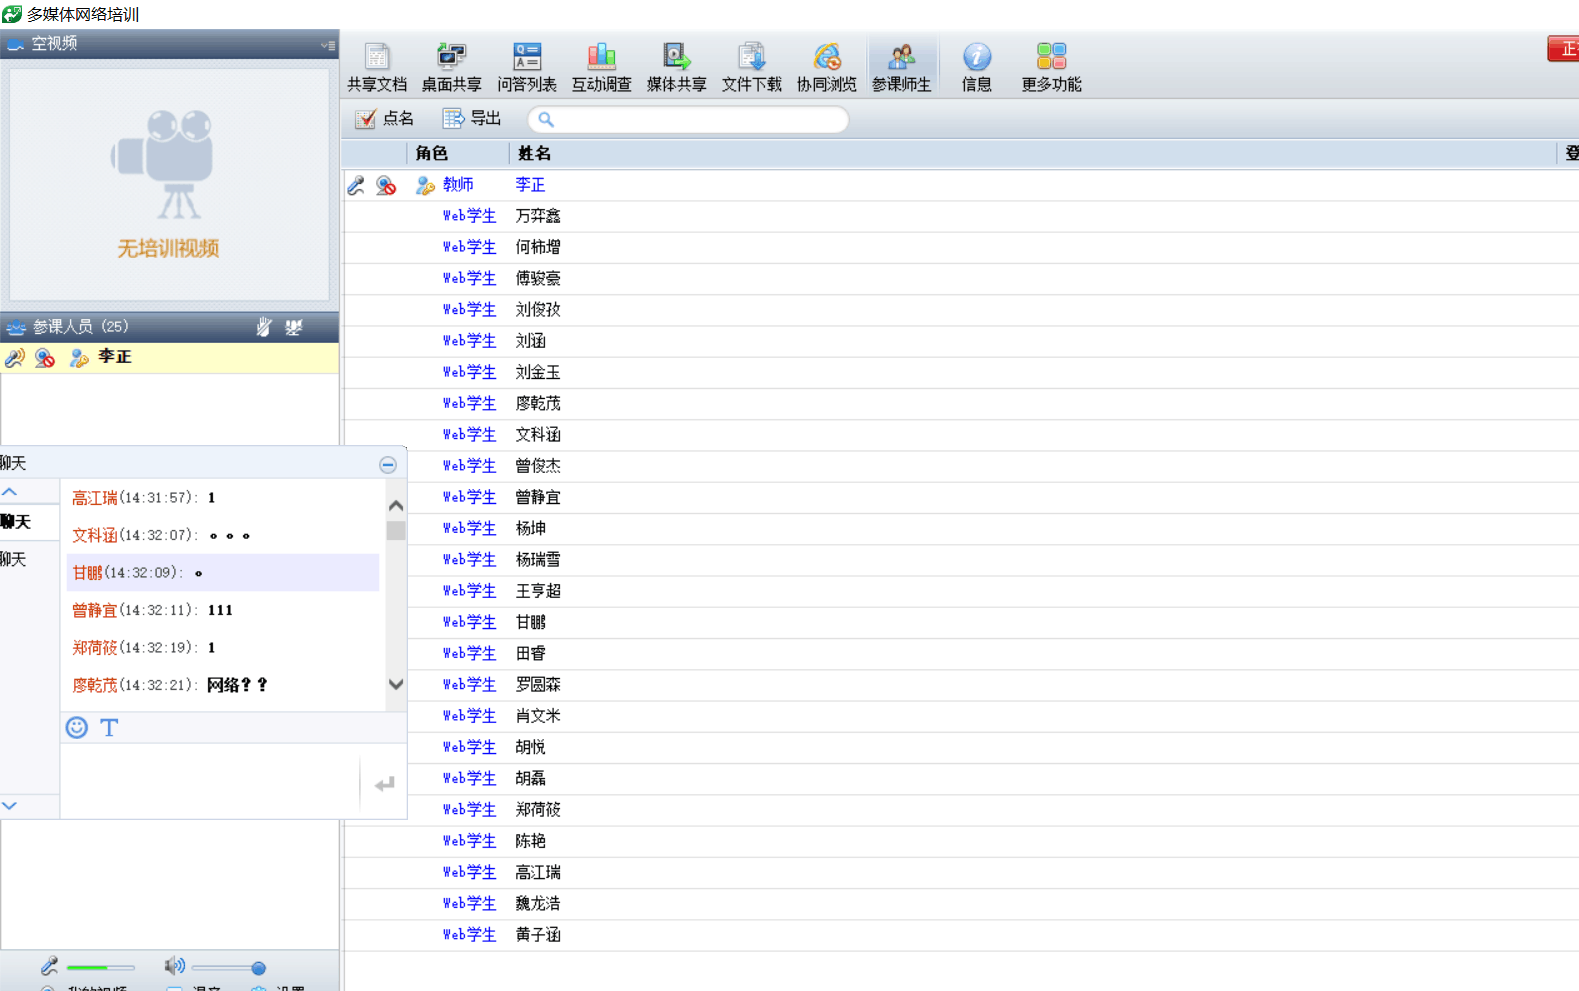 多媒体网络培训
空视频
无培训视频
共享文档 桌面共享 问答列表 互动调查 媒体共享 文件下载 协同浏览 参课师生 信息 更多功能
点名 导出
角色 姓名 登
参课人员 (25)
李正
教师 李正
Web学生 万弈鑫
Web学生 何柿增
Web学生 傅骏豪
Web学生 刘俊孜
Web学生 刘涵
Web学生 刘金玉
Web学生 廖乾茂
Web学生 文科涵
Web学生 曾俊杰
Web学生 曾静宜
Web学生 杨坤
Web学生 杨瑞雪
Web学生 王亨超
Web学生 甘鹏
Web学生 田睿
Web学生 罗圆森
Web学生 肖文米
Web学生 胡悦
Web学生 胡磊
Web学生 郑荷筱
Web学生 陈艳
Web学生 高江瑞
Web学生 魏龙浩
Web学生 黄子涵
聊天
聊天
聊天
高江瑞(14:31:57): 1
文科涵(14:32:07): 。。。
甘鹏(14:32:09): 。
曾静宜(14:32:11): 111
郑荷筱(14:32:19): 1
廖乾茂(14:32:21): 网络？？
T
我的视频 设置